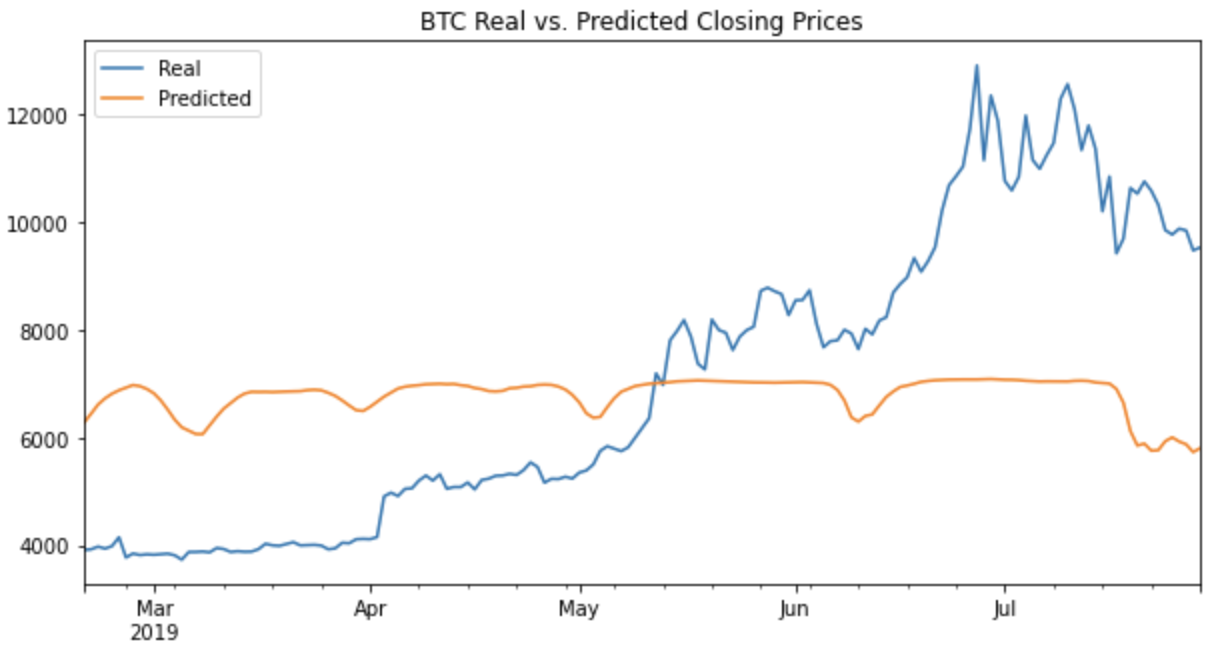 BTC Real vs. Predicted Closing Prices
Real
Predicted
12000
10000
8000
6000
4000
Mar
2019
Apr
May
Jun
Jul